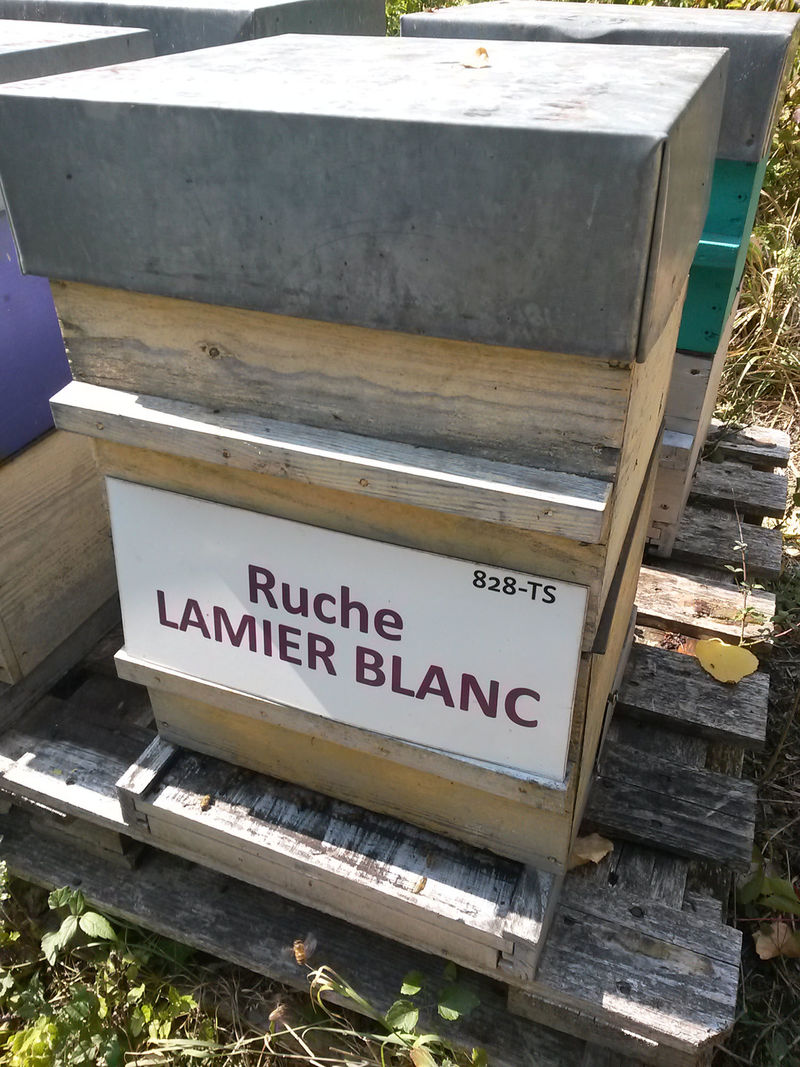 828-TS
Ruche
LAMIER BLANC